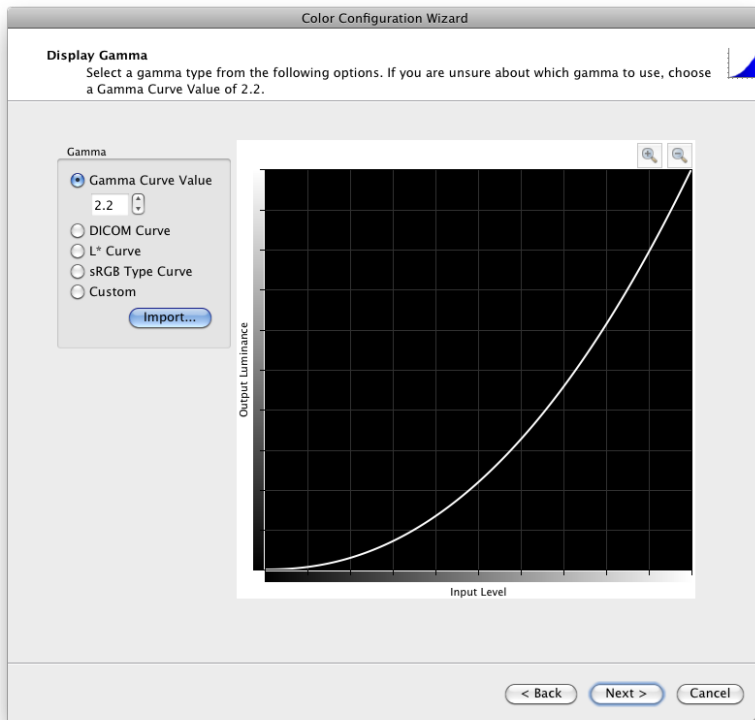 Color Configuration Wizard
Display Gamma
Select a gamma type from the following options. If you are unsure about which gamma to use, choose
a Gamma Curve Value of 2.2.
Gamma
Gamma Curve Value
2.2
DICOM Curve
L* Curve
sRGB Type Curve
Custom
Import...
Output Luminance
Input Level
< Back
Next >
Cancel